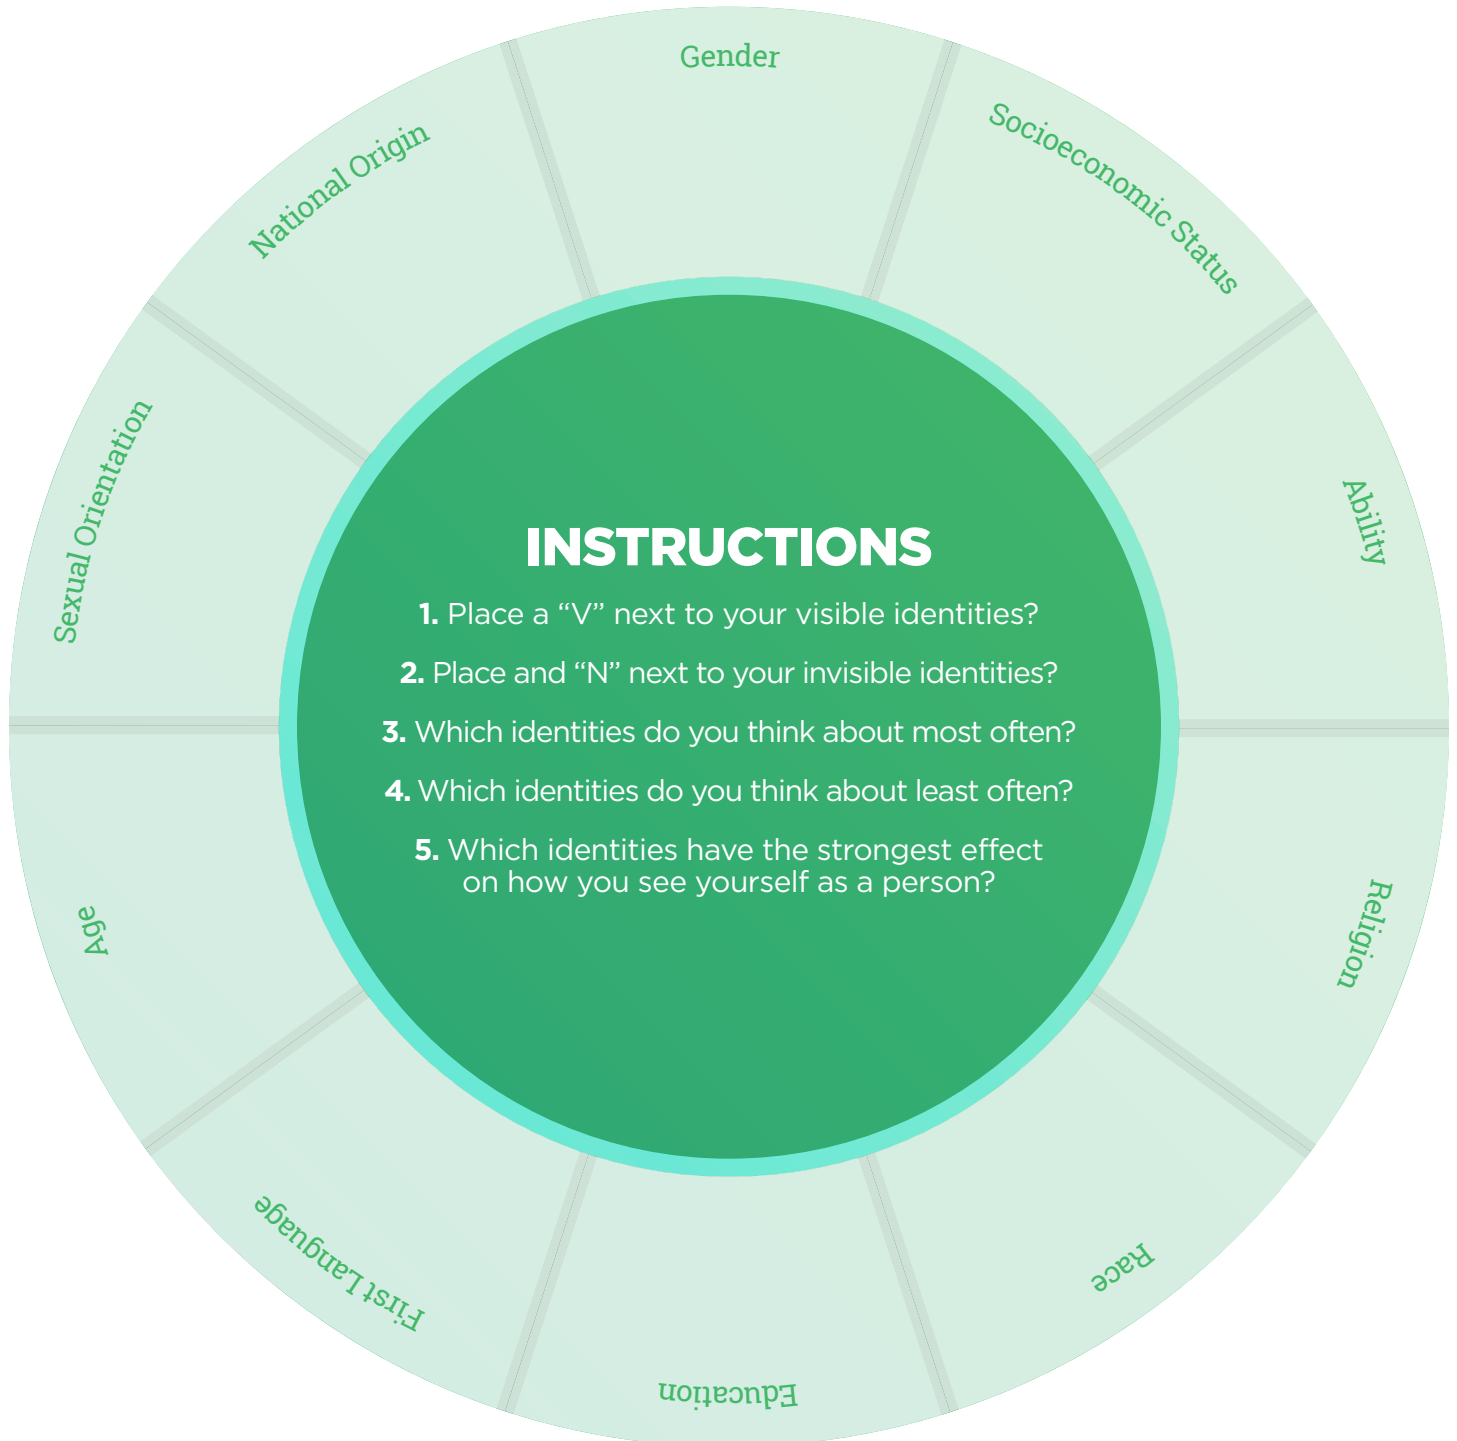 Gender
Socioeconomic Status
Ability
Religion
Race
Education
First Language
Age
Sexual Orientation
National Origin
INSTRUCTIONS
1. Place a “V” next to your visible identities?
2. Place and “N” next to your invisible identities?
3. Which identities do you think about most often?
4. Which identities do you think about least often?
5. Which identities have the strongest effect
on how you see yourself as a person?